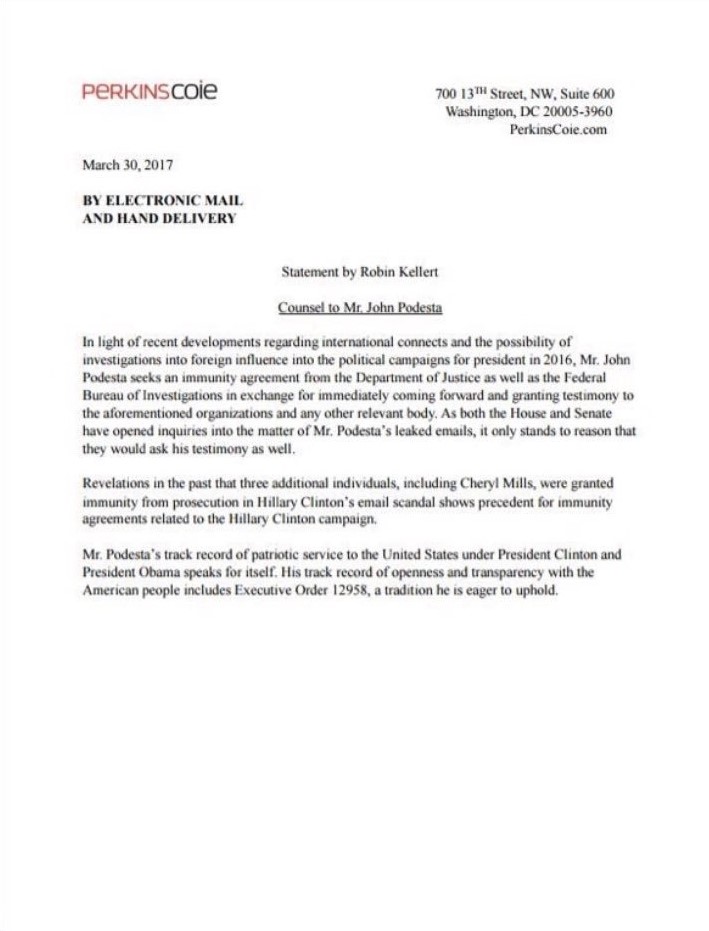 PERKINSCOIE
700 13TH Street, NW, Suite 600
Washington, DC 20005-3960
PerkinsCoie.com
March 30, 2017
BY ELECTRONIC MAIL
AND HAND DELIVERY
Statement by Robin Kellert
Counsel to Mr. John Podesta
In light of recent developments regarding international connects and the possibility of
investigations into foreign influence into the political campaigns for president in 2016, Mr. John
Podesta seeks an immunity agreement from the Department of Justice as well as the Federal
Bureau of Investigations in exchange for immediately coming forward and granting testimony to
the aforementioned organizations and any other relevant body. As both the House and Senate
have opened inquiries into the matter of Mr. Podesta's leaked emails, it only stands to reason that
they would ask his testimony as well.
Revelations in the past that three additional individuals, including Cheryl Mills, were granted
immunity from prosecution in Hillary Clinton's email scandal shows precedent for immunity
agreements related to the Hillary Clinton campaign.
Mr. Podesta's track record of patriotic service to the United States under President Clinton and
President Obama speaks for itself. His track record of openness and transparency with the
American people includes Executive Order 12958, a tradition he is eager to uphold.